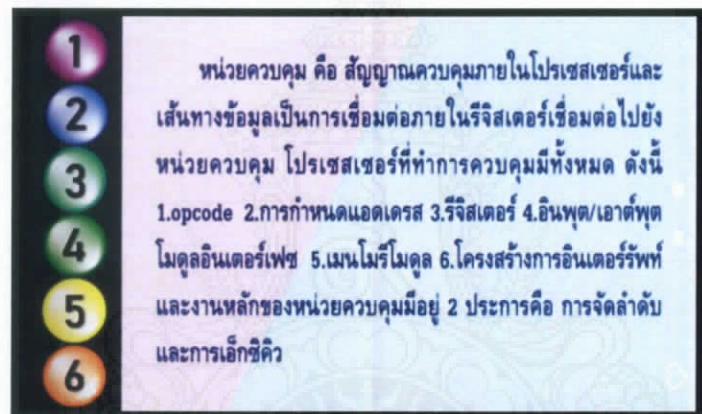 1
2
3
4
5
6
หน่วยควบคุม คือ สัญญาณควบคุมภายในโปรเซสเซอร์และ
เส้นทางข้อมูลเป็นการเชื่อมต่อภายในรีจิสเตอร์เชื่อมต่อไปยัง
หน่วยควบคุม โปรเซสเซอร์ที่ทำการควบคุมมีทั้งหมด ดังนี้
1.opcode 2.การกำหนดแอดเดรส 3.รีจิสเตอร์ 4.อินพุต/เอาต์พุต
โมดูลอินเตอร์เฟซ 5.เมนโมรีโมดูล 6.โครงสร้างการอินเตอร์รัพท์
และงานหลักของหน่วยควบคุมมีอยู่ 2 ประการคือ การจัดลำดับ
และการเอ็กซิคิว